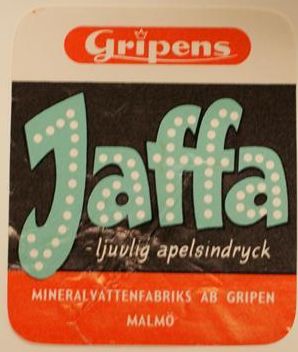 Gripens
Jaffa
ljuvlig apelsindryck
MINERALVATTENFABRIKS AB GRIPEN
MALMÖ